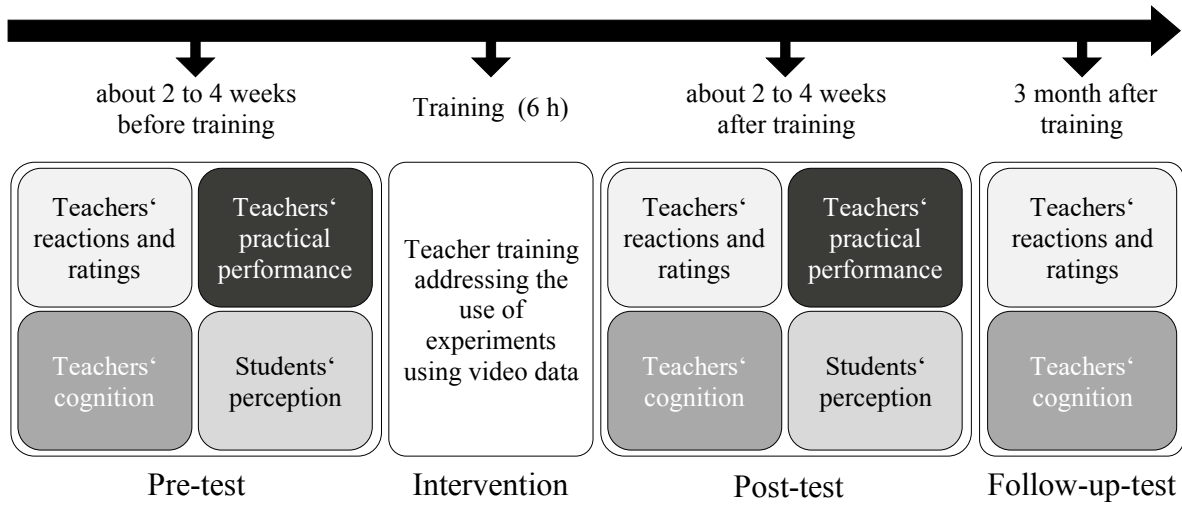 about 2 to 4 weeks
before training
Training (6 h)
about 2 to 4 weeks
after training
3 month after
training
Teachers‘
reactions and
ratings
Teachers‘
practical
performance
Teachers‘
cognition
Students‘
perception
Teacher training
addressing the
use of
experiments
using video data
Teachers‘
reactions and
ratings
Teachers‘
practical
performance
Teachers‘
cognition
Students‘
perception
Teachers‘
reactions and
ratings
Teachers‘
cognition
Pre-test
Intervention
Post-test
Follow-up-test